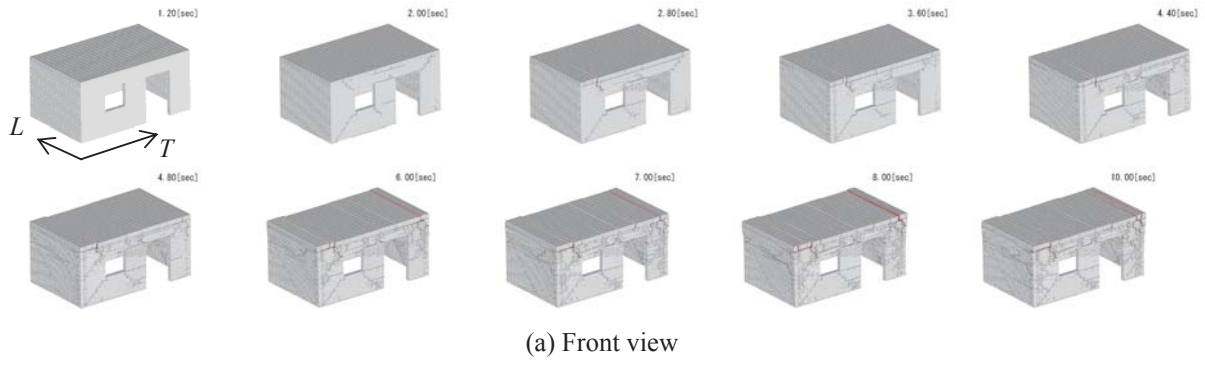 1.20[sec] 2.00[sec] 2.80[sec] 3.60[sec] 4.40[sec]
L T
4.80[sec] 6.00[sec] 7.00[sec] 8.00[sec] 10.00[sec]
(a) Front view